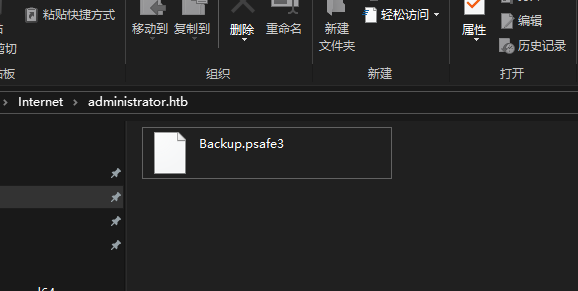 粘贴快捷方式
剪切
贴板
移动到
复制到
删除
重命名
组织
新建
文件夹
轻松访问
新建
属性
编辑
历史记录
打开
Internet
administrator.htb
Backup.psafe3